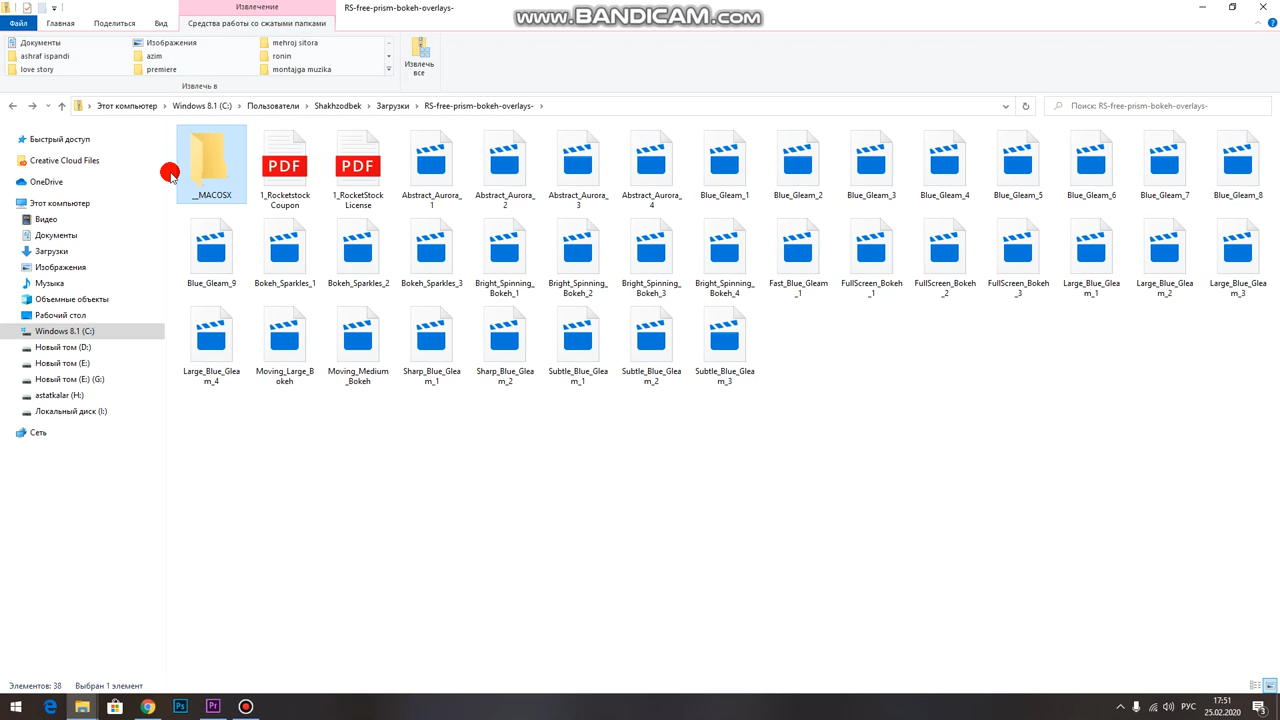 Извлечение
RS-free-prism-bokeh-overlays-
www.BANDICAM.com
Файл
Главная
Поделиться
Вид
Средства работы со сжатыми папками
Документы
Изображения
mehroj sitora
ashraf ispandi
azim
ronin
love story
premiere
montajga muzika
Извлечь
все
Извлечь в
Этот компьютер
Windows 8.1 (C:)
Пользователи
Shakhzodbek
Загрузки
RS-free-prism-bokeh-overlays-
Поиск: RS-free-prism-bokeh-overlays-
Быстрый доступ
Creative Cloud Files
OneDrive
Этот компьютер
Видео
Документы
Загрузки
Изображения
Музыка
Объемные объекты
Рабочий стол
Windows 8.1 (C:)
Новый том (D:)
Новый том (E:)
Новый том (E:) (G:)
astatkalar (H:)
Локальный диск (I:)
Сеть
PDF
PDF
__MACOSX
1_Rocketstock
Coupon
1_RocketStock
License
Abstract_Aurora_
1
Abstract_Aurora_
2
Abstract_Aurora_
3
Abstract_Aurora_
4
Blue_Gleam_1
Blue_Gleam_2
Blue_Gleam_3
Blue_Gleam_4
Blue_Gleam_5
Blue_Gleam_6
Blue_Gleam_7
Blue_Gleam_8
Blue_Gleam_9
Bokeh_Sparkles_1
Bokeh_Sparkles_2
Bokeh_Sparkles_3
Bright_Spinning_
Bokeh_1
Bright_Spinning_
Bokeh_2
Bright_Spinning_
Bokeh_3
Bright_Spinning_
Bokeh_4
Fast_Blue_Gleam
_1
FullScreen_Bokeh
_1
FullScreen_Bokeh
_2
FullScreen_Bokeh
_3
Large_Blue_Glea
m_1
Large_Blue_Glea
m_2
Large_Blue_Glea
m_3
Large_Blue_Glea
m_4
Moving_Large_B
okeh
Moving_Medium
_Bokeh
Sharp_Blue_Glea
m_1
Sharp_Blue_Glea
m_2
Subtle_Blue_Glea
m_1
Subtle_Blue_Glea
m_2
Subtle_Blue_Glea
m_3
Элементов: 38
Выбран 1 элемент
Ps
Pr
РУС
17:51
25.02.2020
3